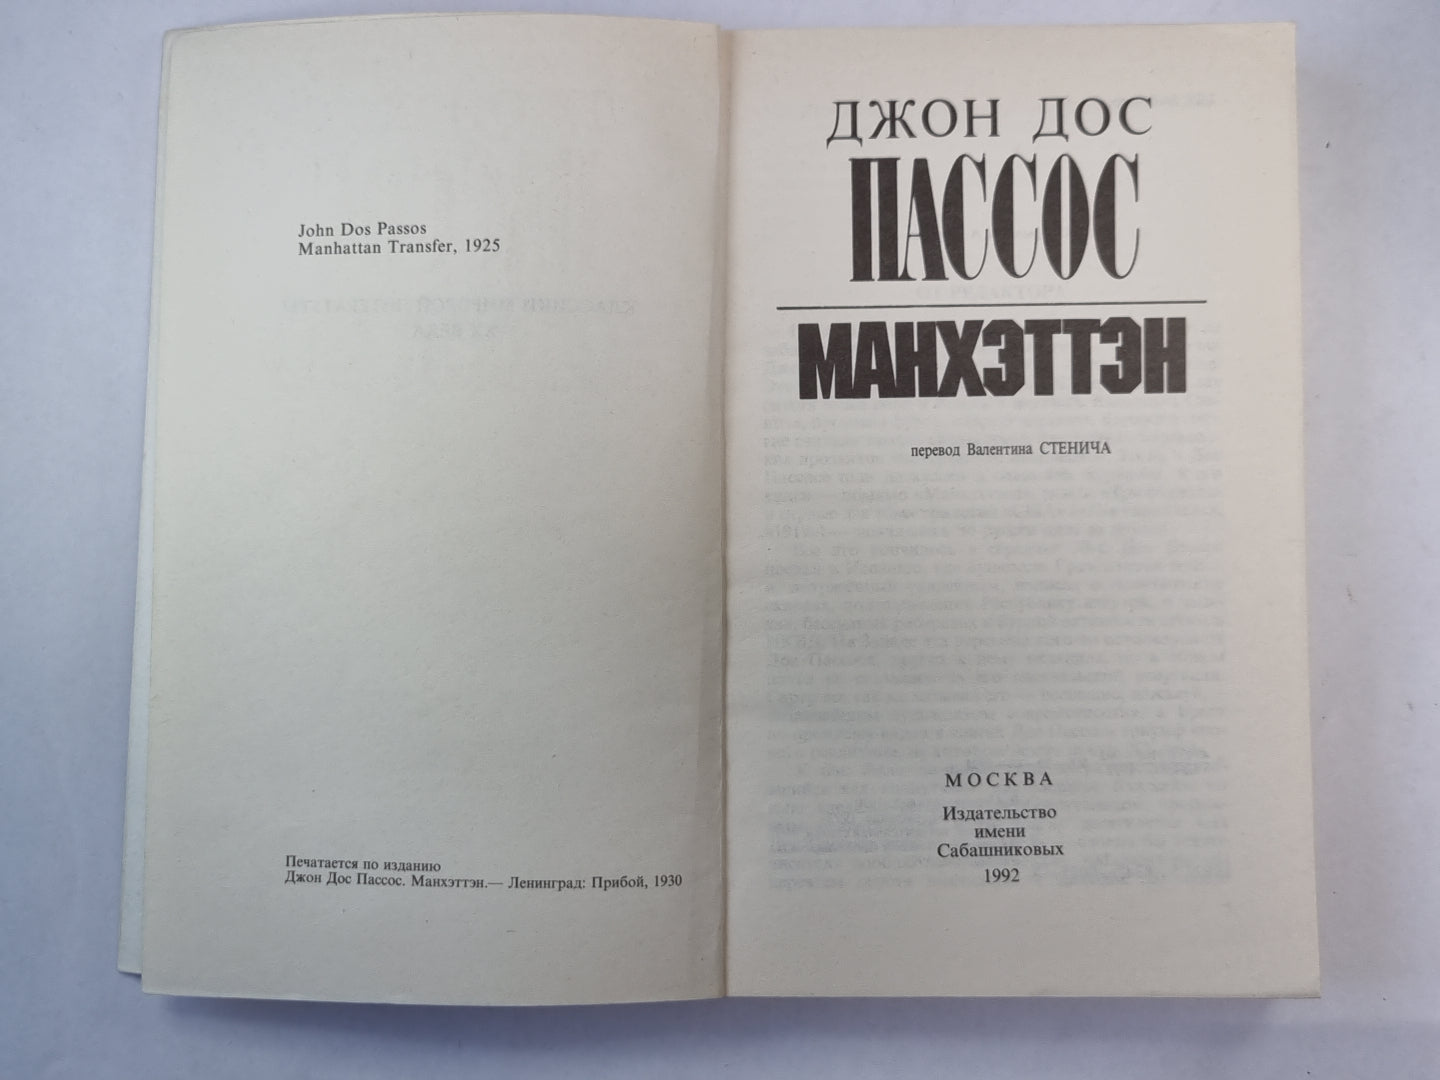 John Dos Passos
Manhattan Transfer, 1925
Печатается по изданию
Джон Дос Пассос. Манхэттэн.— Ленинград: Прибой, 1930
ДЖОН ДОС
ПАССОС
МАНХЭТТЭН
перевод Валентина СТЕНИЧА
МОСКВА
Издательство
имени
Сабашниковых
1992